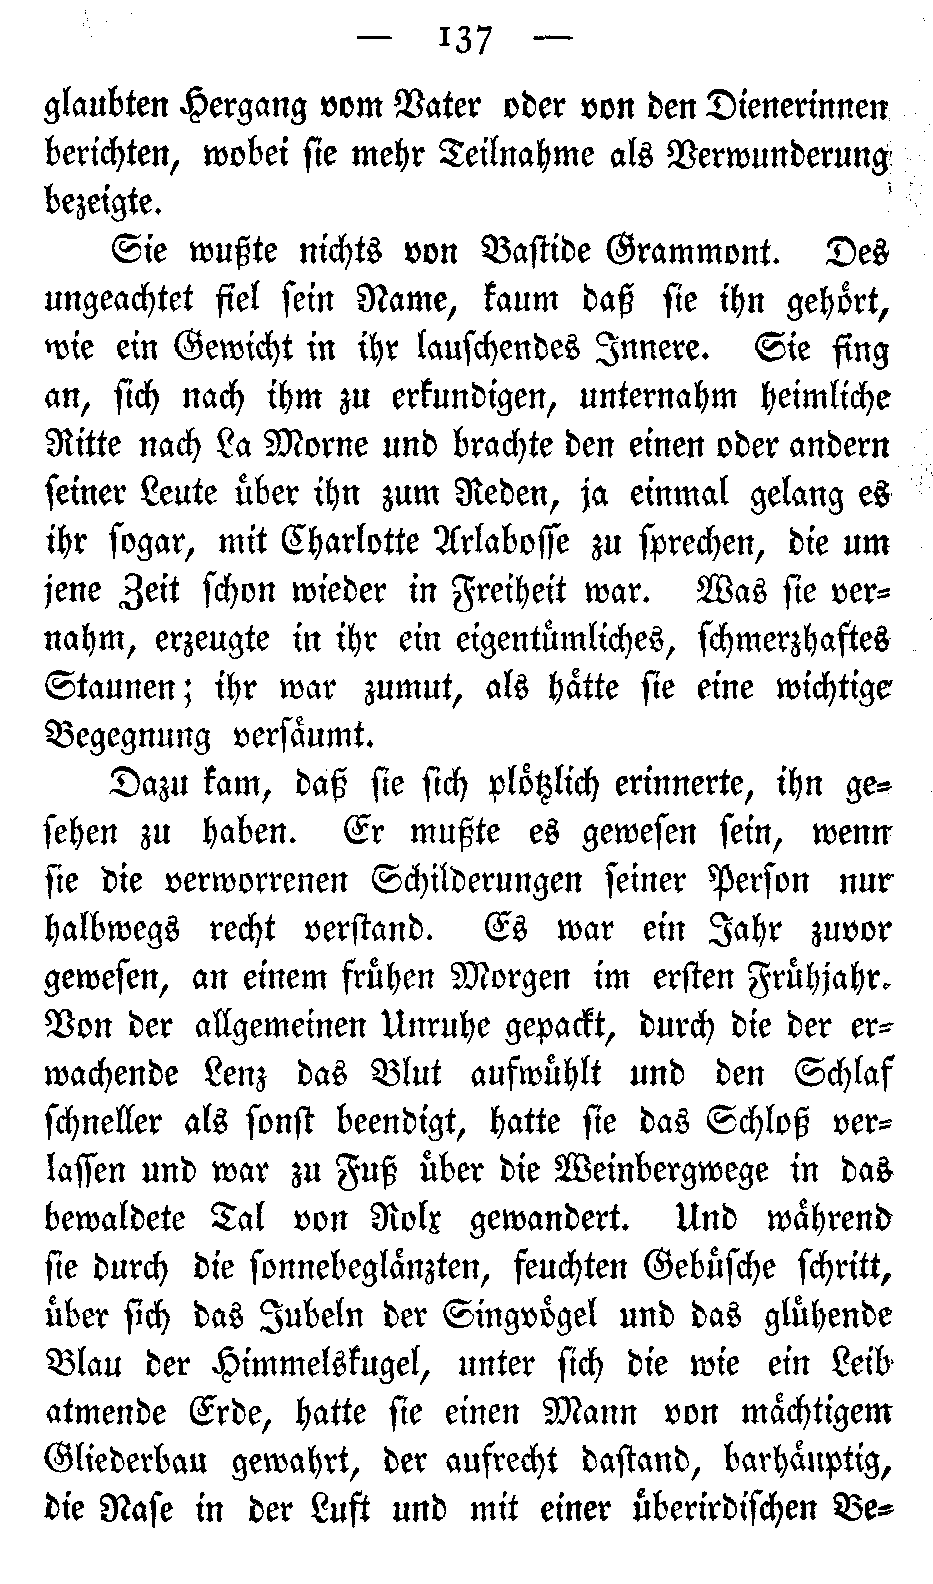 — 137 —
glaubten Hergang vom Vater oder von den Dienerinnen
berichten, wobei sie mehr Teilnahme als Verwunderung
bezeigte.
Sie wußte nichts von Bastide Grammont. Des
ungeachtet fiel sein Name, kaum daß sie ihn gehört,
wie ein Gewicht in ihr lauschendes Innere. Sie fing
an, sich nach ihm zu erkundigen, unternahm heimliche
Ritte nach La Morne und brachte den einen oder andern
seiner Leute über ihn zum Reden, ja einmal gelang es
ihr sogar, mit Charlotte Arlabosse zu sprechen, die um
jene Zeit schon wieder in Freiheit war. Was sie ver-
nahm, erzeugte in ihr ein eigentümliches, schmerzhaftes
Staunen; ihr war zumut, als hätte sie eine wichtige
Begegnung versäumt.
Dazu kam, daß sie sich plötzlich erinnerte, ihn ge-
sehen zu haben. Er mußte es gewesen sein, wenn
sie die verworrenen Schilderungen seiner Person nur
halbwegs recht verstand. Es war ein Jahr zuvor
gewesen, an einem frühen Morgen im ersten Frühjahr.
Von der allgemeinen Unruhe gepackt, durch die der er-
wachende Lenz das Blut aufwühlt und den Schlaf
schneller als sonst beendigt, hatte sie das Schloß ver-
lassen und war zu Fuß über die Weinbergwege in das
bewaldete Tal von Rolx gewandert. Und während
sie durch die sonnebeglänzten, feuchten Gebüsche schritt,
über sich das Jubeln der Singvögel und das glühende
Blau der Himmelskugel, unter sich die wie ein Leib
atmende Erde, hatte sie einen Mann von mächtigem
Gliederbau gewahrt, der aufrecht dastand, barhäuptig,
die Nase in der Luft und mit einer überirdischen Be-